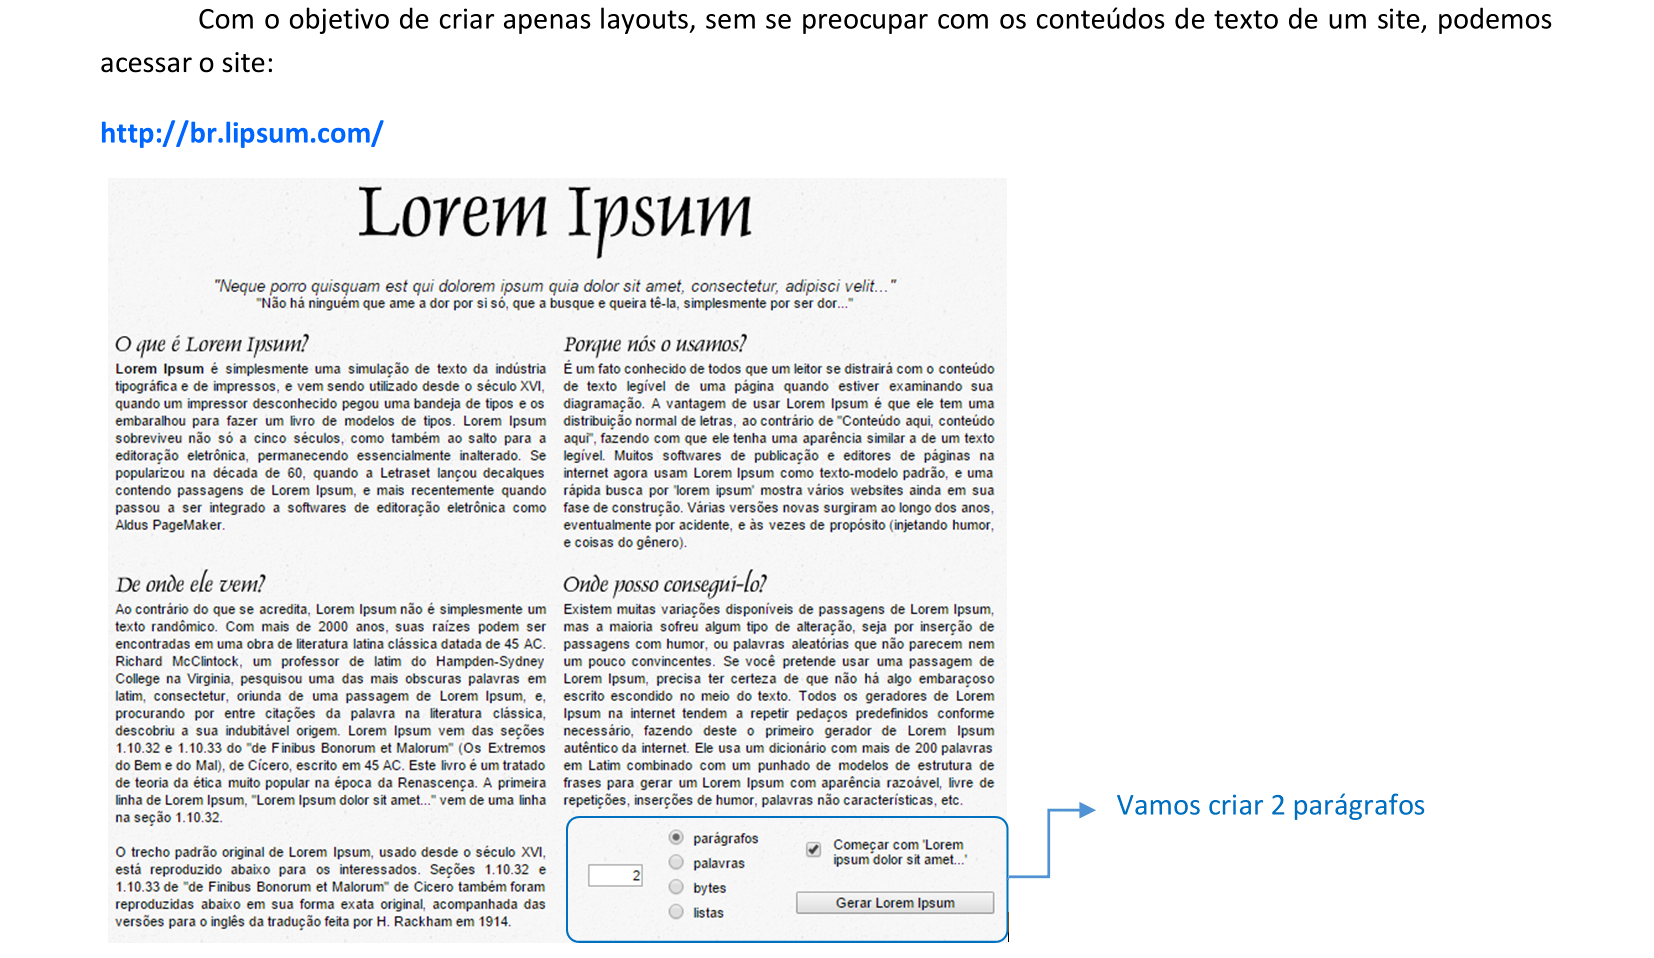 Com o objetivo de criar apenas layouts, sem se preocupar com os conteúdos de texto de um site, podemos
acessar o site:
http://br.lipsum.com/
Lorem Ipsum
"Neque porro quisquam est qui dolorem ipsum quia dolor sit amet, consectetur, adipisci velit..."
"Não há ninguém que ame a dor por si só, que a busque e queira tê-la, simplesmente por ser dor..."
O que é Lorem Ipsum?
Lorem Ipsum é simplesmente uma simulação de texto da indústria
tipográfica e de impressos, e vem sendo utilizado desde o século XVI,
quando um impressor desconhecido pegou uma bandeja de tipos e os
embaralhou para fazer um livro de modelos de tipos. Lorem Ipsum
sobreviveu não só a cinco séculos, como também ao salto para a
editoração eletrônica, permanecendo essencialmente inalterado. Se
popularizou na década de 60, quando a Letraset lançou decalques
contendo passagens de Lorem Ipsum, e mais recentemente quando
passou a ser integrado a softwares de editoração eletrônica como
Aldus PageMaker.
Porque nós o usamos?
É um fato conhecido de todos que um leitor se distrairá com o conteúdo
de texto legível de uma página quando estiver examinando sua
diagramação. A vantagem de usar Lorem Ipsum é que ele tem uma
distribuição normal de letras, ao contrário de "Conteúdo aqui, conteúdo
aqui", fazendo com que ele tenha uma aparência similar a de um texto
legível. Muitos softwares de publicação e editores de páginas na
internet agora usam Lorem Ipsum como texto-modelo padrão, e uma
rápida busca por 'lorem ipsum' mostra vários websites ainda em sua
fase de construção. Várias versões novas surgiram ao longo dos anos,
eventualmente por acidente, e às vezes de propósito (injetando humor,
e coisas do gênero).
De onde ele vem?
Ao contrário do que se acredita, Lorem Ipsum não é simplesmente um
texto randômico. Com mais de 2000 anos, suas raízes podem ser
encontradas em uma obra de literatura latina clássica datada de 45 AC.
Richard McClintock, um professor de latim do Hampden-Sydney
College na Virginia, pesquisou uma das mais obscuras palavras em
latim, consectetur, oriunda de uma passagem de Lorem Ipsum, e,
procurando por entre citações da palavra na literatura clássica,
descobriu a sua indubitável origem. Lorem Ipsum vem das seções
1.10.32 e 1.10.33 do "de Finibus Bonorum et Malorum" (Os Extremos
do Bem e do Mal), de Cícero, escrito em 45 AC. Este livro é um tratado
de teoria da ética muito popular na época da Renascença. A primeira
linha de Lorem Ipsum, "Lorem Ipsum dolor sit amet..." vem de uma linha
na seção 1.10.32.
O trecho padrão original de Lorem Ipsum, usado desde o século XVI,
está reproduzido abaixo para os interessados. Seções 1.10.32 e
1.10.33 de "de Finibus Bonorum et Malorum" de Cicero também foram
reproduzidas abaixo em sua forma exata original, acompanhada das
versões para o inglês da tradução feita por H. Rackham em 1914.
Onde posso conseguí-lo?
Existem muitas variações disponíveis de passagens de Lorem Ipsum,
mas a maioria sofreu algum tipo de alteração, seja por inserção de
passagens com humor, ou palavras aleatórias que não parecem nem
um pouco convincentes. Se você pretende usar uma passagem de
Lorem Ipsum, precisa ter certeza de que não há algo embaraçoso
escrito escondido no meio do texto. Todos os geradores de Lorem
Ipsum na internet tendem a repetir pedaços predefinidos conforme
necessário, fazendo deste o primeiro gerador de Lorem Ipsum
autêntico da internet. Ele usa um dicionário com mais de 200 palavras
em Latim combinado com um punhado de modelos de estrutura de
frases para gerar um Lorem Ipsum com aparência razoável, livre de
repetições, inserções de humor, palavras não características, etc.
2
parágrafos
palavras
bytes
listas
Começar com 'Lorem
ipsum dolor sit amet...'
Gerar Lorem Ipsum
Vamos criar 2 parágrafos